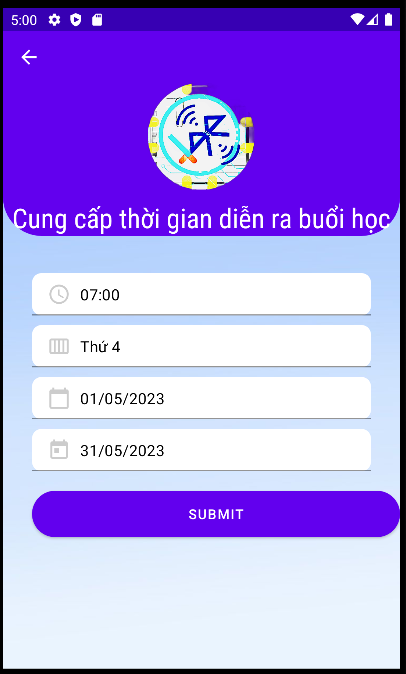 5:00
Cung cấp thời gian diễn ra buổi học
07:00
Thứ 4
01/05/2023
31/05/2023
SUBMIT